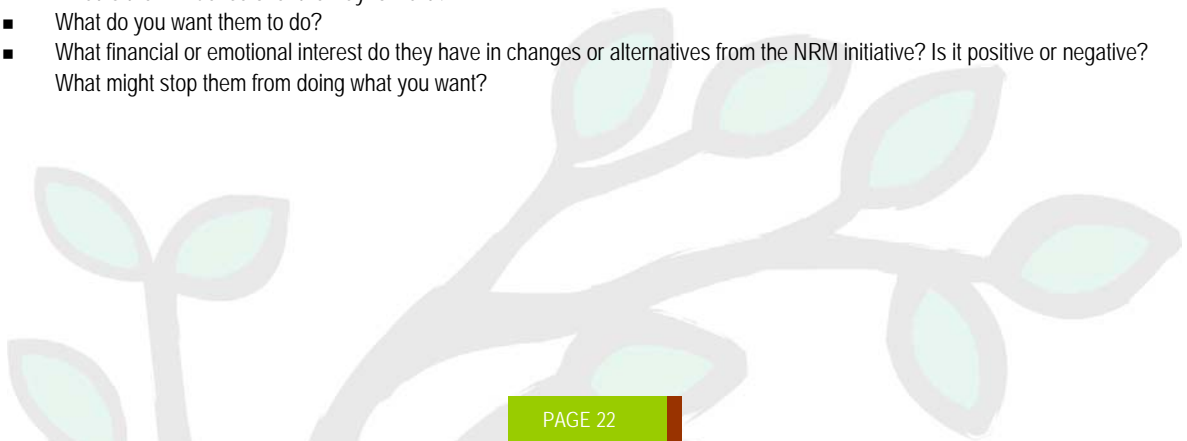 ■ What do you want them to do?
■ What financial or emotional interest do they have in changes or alternatives from the NRM initiative? Is it positive or negative?
What might stop them from doing what you want?
PAGE 22